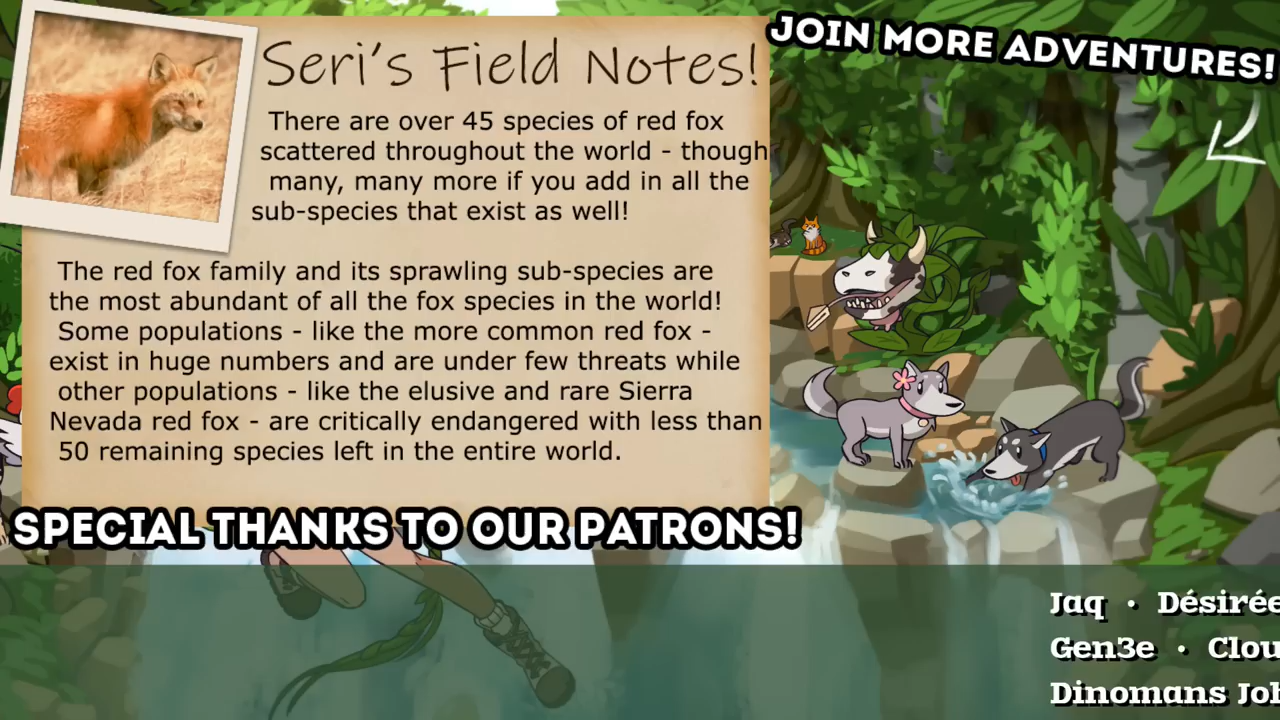 Seri's Field Notes!
There are over 45 species of red fox
scattered throughout the world - though
many, many more if you add in all the
sub-species that exist as well!
The red fox family and its sprawling sub-species are
the most abundant of all the fox species in the world!
Some populations - like the more common red fox -
exist in huge numbers and are under few threats while
other populations - like the elusive and rare Sierra
Nevada red fox - are critically endangered with less than
50 remaining species left in the entire world.
JOIN MORE ADVENTURES!
SPECIAL THANKS TO OUR PATRONS!
Jaq · Désirée
Gen3e · Clou
Dinomans Joh